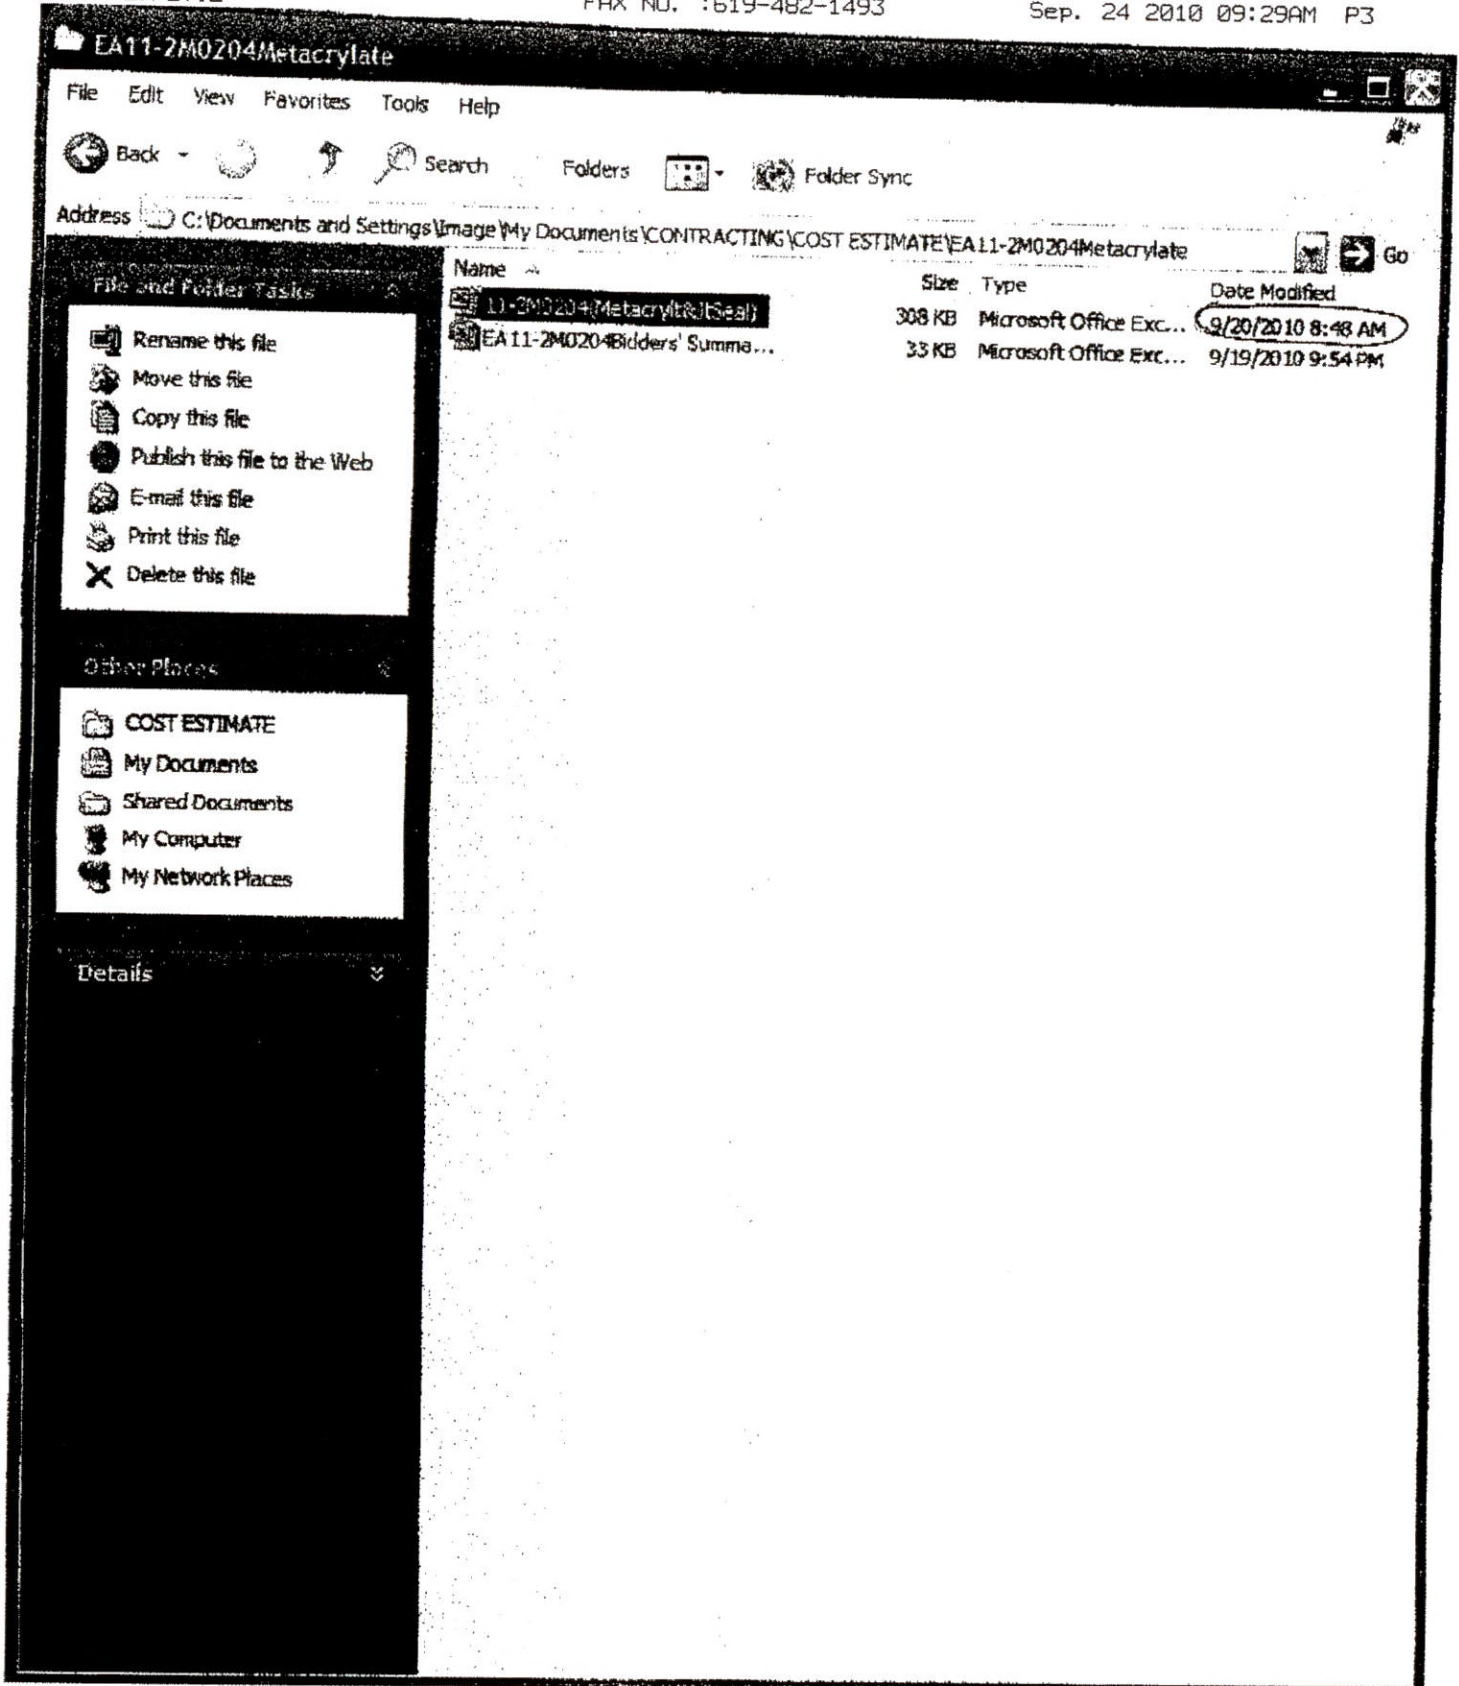 FAX NO. :619-482-1493 Sep. 24 2010 09:29AM P3
EA11-2M0204Metacrylate
File Edit View Favorites Tools Help
Back Search Folders Folder Sync
Address C:\Documents and Settings\Image\My Documents\CONTRACTING\COST ESTIMATE\EA11-2M0204Metacrylate Go
File and Folder Tasks
Rename this file
Move this file
Copy this file
Publish this file to the Web
E-mail this file
Print this file
Delete this file
Other Places
COST ESTIMATE
My Documents
Shared Documents
My Computer
My Network Places
Details
Name Size Type Date Modified
11-2M0204(Metacrylt&JtSeal) 308 KB Microsoft Office Exc... 9/20/2010 8:48 AM
EA11-2M0204Bidders' Summa... 33 KB Microsoft Office Exc... 9/19/2010 9:54 PM